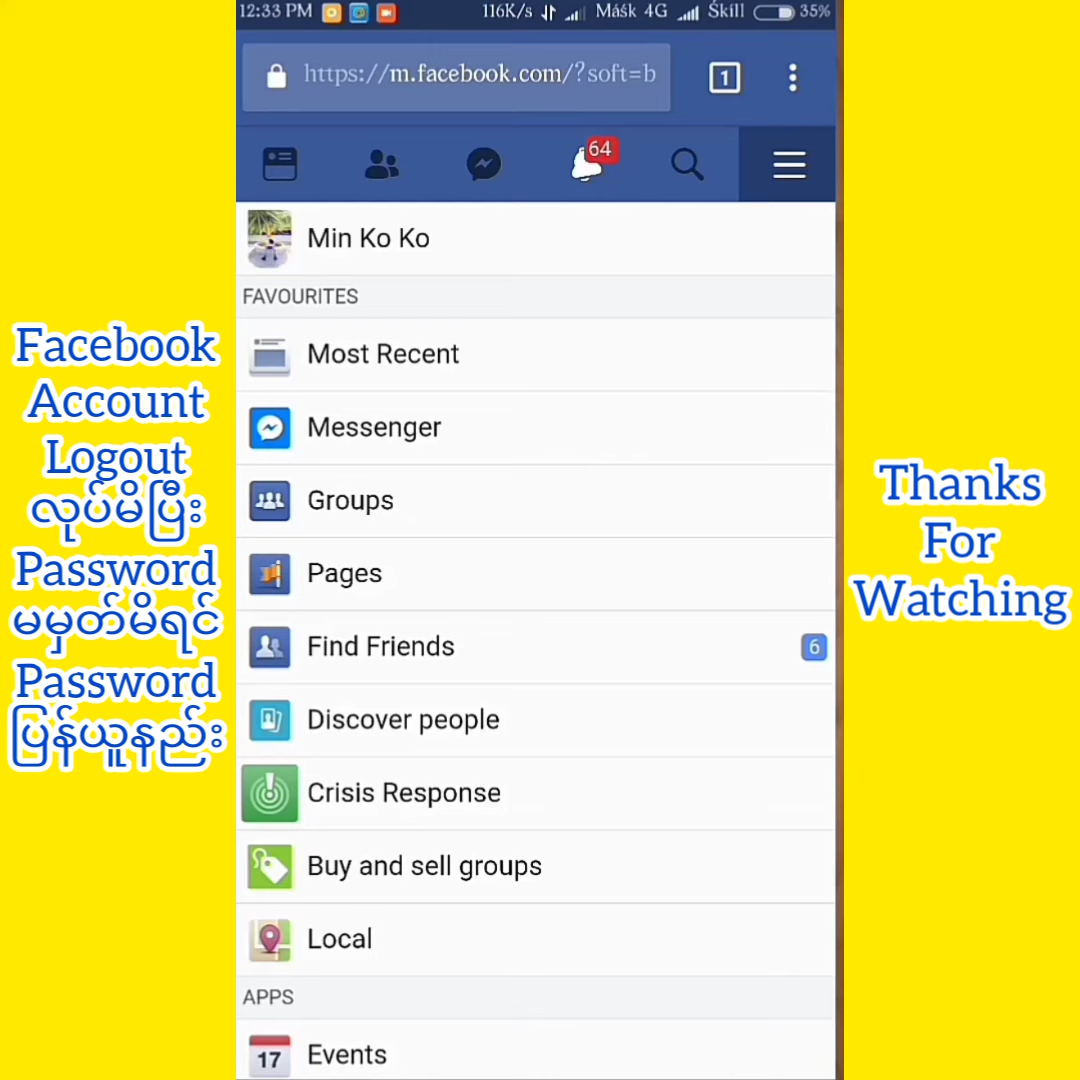 12:33 PM 116K/s Máśk 4G Śkíll 35%
https://m.facebook.com/?soft=b
1
64
Min Ko Ko
FAVOURITES
Most Recent
Messenger
Groups
Pages
Find Friends 6
Discover people
Crisis Response
Buy and sell groups
Local
APPS
17 Events
Facebook
Account
Logout
လုပ်မိပြီး
Password
မမှတ်မိရင်
Password
ပြန်ယူနည်း
Thanks
For
Watching